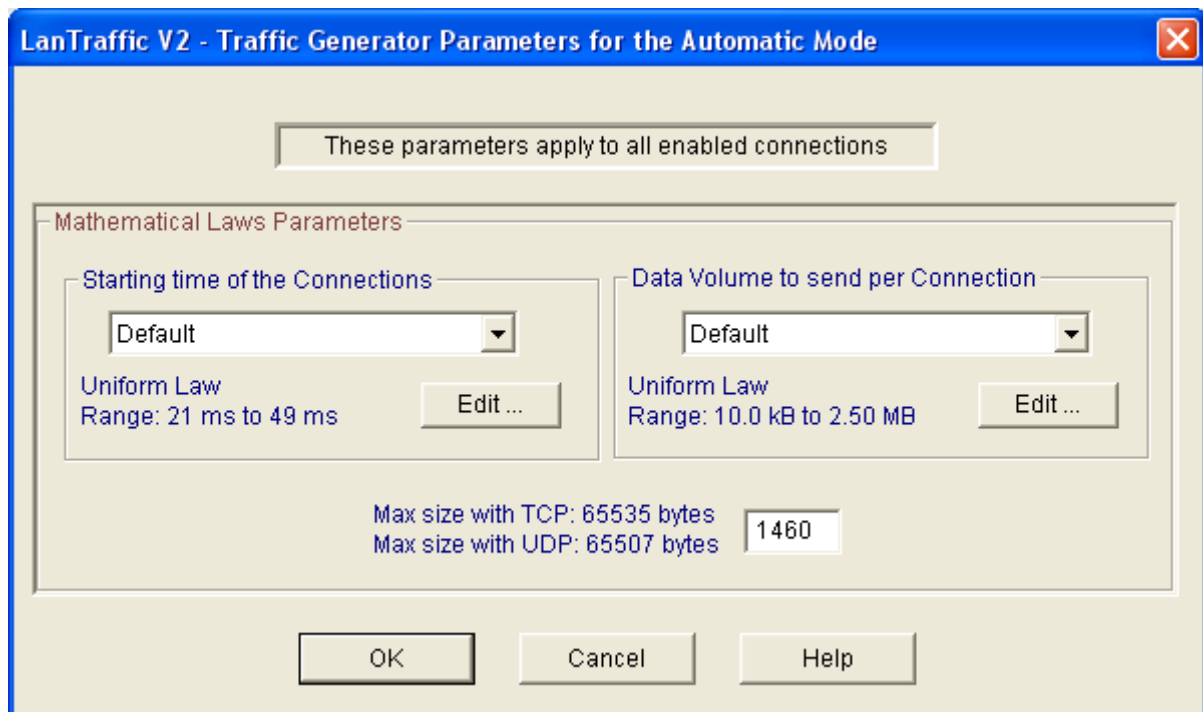 LanTraffic V2 - Traffic Generator Parameters for the Automatic Mode
These parameters apply to all enabled connections
Mathematical Laws Parameters
Starting time of the Connections
Default
Uniform Law
Range: 21 ms to 49 ms
Edit ...
Data Volume to send per Connection
Default
Uniform Law
Range: 10.0 kB to 2.50 MB
Edit ...
Max size with TCP: 65535 bytes
Max size with UDP: 65507 bytes
1460
OK
Cancel
Help